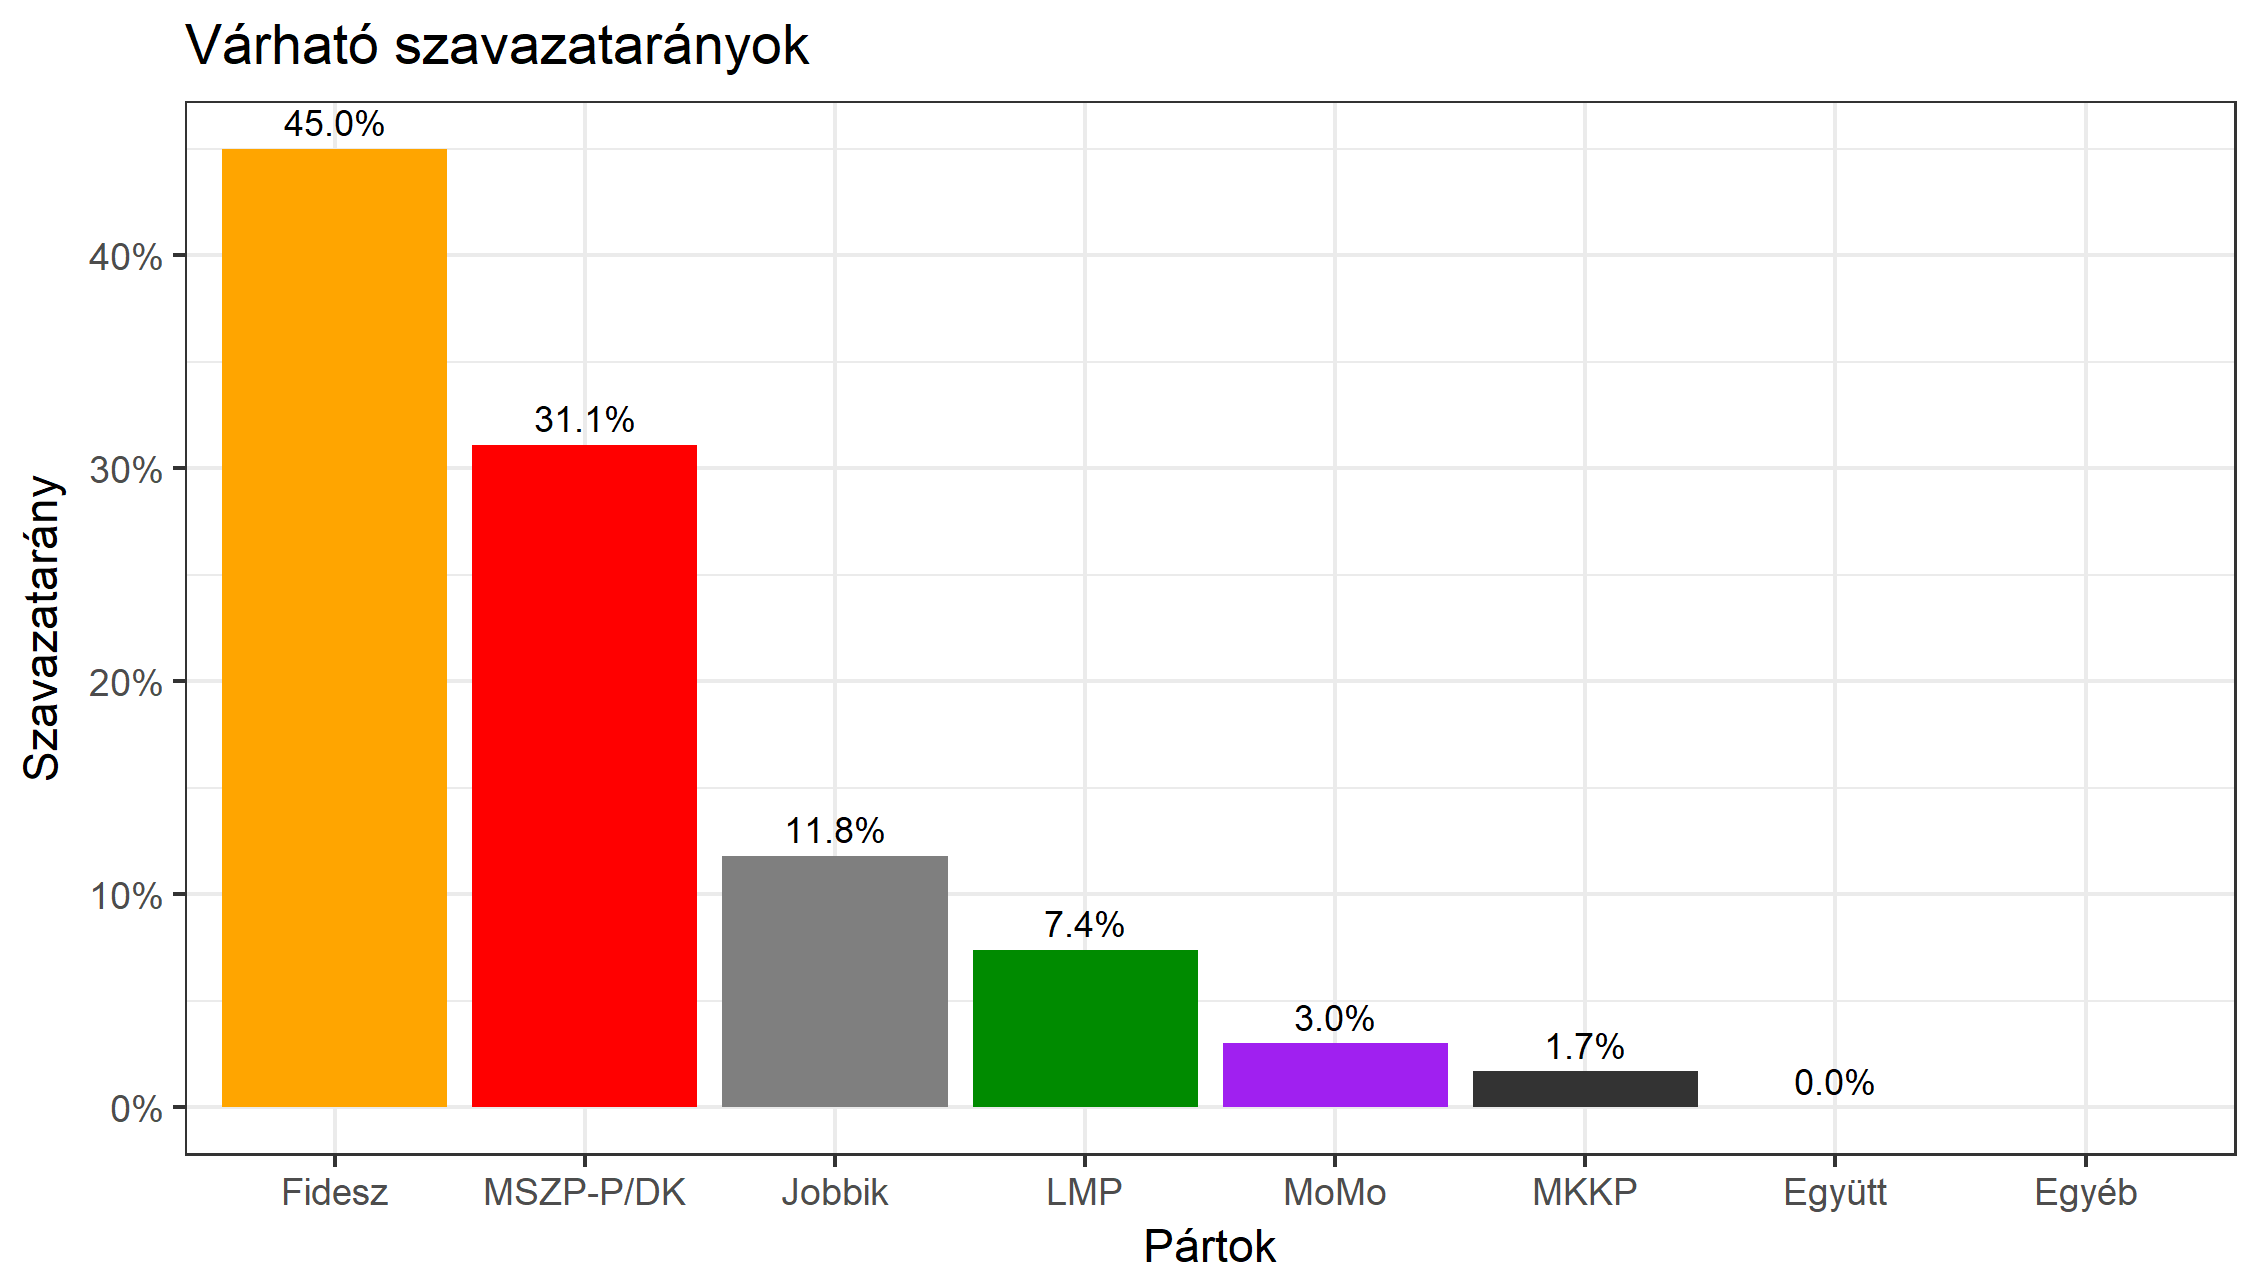 Várható szavazatarányok
45.0%
31.1%
11.8%
7.4%
3.0%
1.7%
0.0%
40%
30%
20%
10%
0%
Szavazatarány
Fidesz
MSZP-P/DK
Jobbik
LMP
MoMo
MKKP
Együtt
Egyéb
Pártok